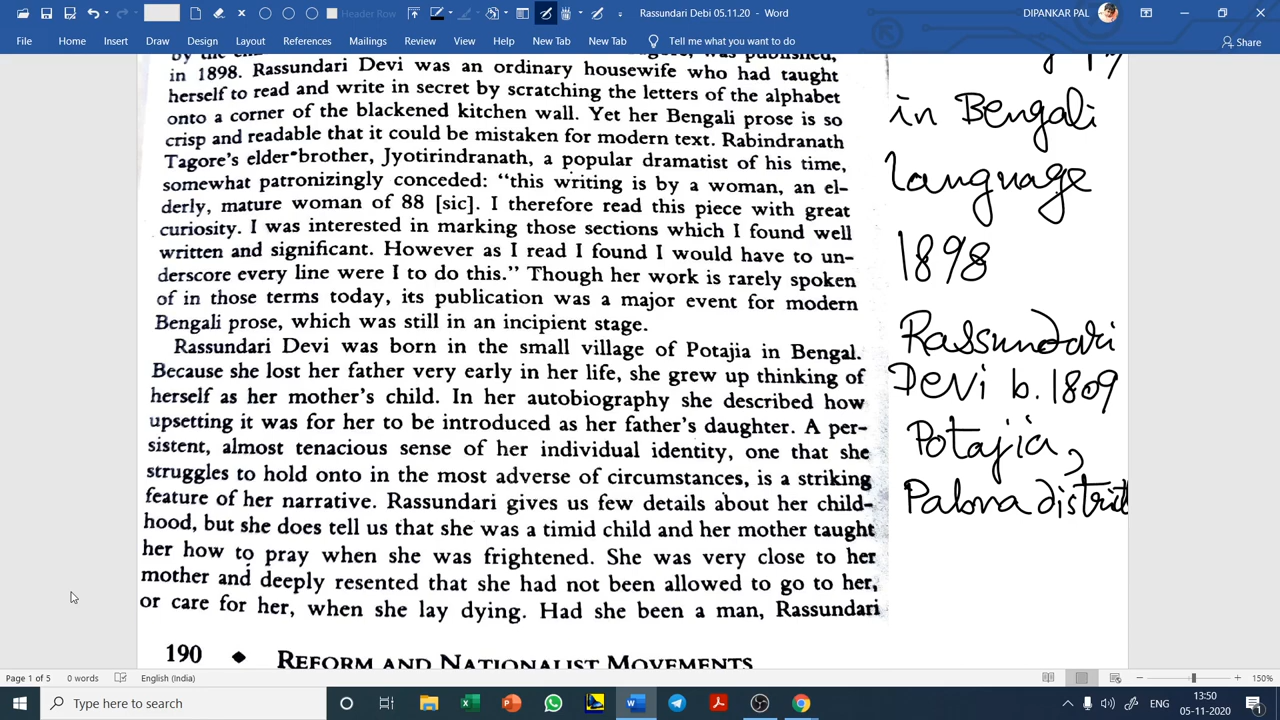 Header Row
Rassundari Debi 05.11.20 - Word
DIPANKAR PAL
File Home Insert Draw Design Layout References Mailings Review View Help New Tab New Tab Tell me what you want to do Share
in 1898. Rassundari Devi was an ordinary housewife who had taught
herself to read and write in secret by scratching the letters of the alphabet
onto a corner of the blackened kitchen wall. Yet her Bengali prose is so
crisp and readable that it could be mistaken for modern text. Rabindranath
Tagore's elder brother, Jyotirindranath, a popular dramatist of his time,
somewhat patronizingly conceded: "this writing is by a woman, an el-
derly, mature woman of 88 [sic]. I therefore read this piece with great
curiosity. I was interested in marking those sections which I found well
written and significant. However as I read I found I would have to un-
derscore every line were I to do this." Though her work is rarely spoken
of in those terms today, its publication was a major event for modern
Bengali prose, which was still in an incipient stage.
Rassundari Devi was born in the small village of Potajia in Bengal.
Because she lost her father very early in her life, she grew up thinking of
herself as her mother's child. In her autobiography she described how
upsetting it was for her to be introduced as her father's daughter. A per-
sistent, almost tenacious sense of her individual identity, one that she
struggles to hold onto in the most adverse of circumstances, is a striking
feature of her narrative. Rassundari gives us few details about her child-
hood, but she does tell us that she was a timid child and her mother taught
her how to pray when she was frightened. She was very close to her
mother and deeply resented that she had not been allowed to go to her,
or care for her, when she lay dying. Had she been a man, Rassundari
190 ◆ REFORM AND NATIONALIST MOVEMENTS
in Bengali
language
1898
Rassundari
Devi b. 1809
Potajia,
Pabna district
Page 1 of 5 0 words English (India) 150%
Type here to search
ENG
13:50
05-11-2020